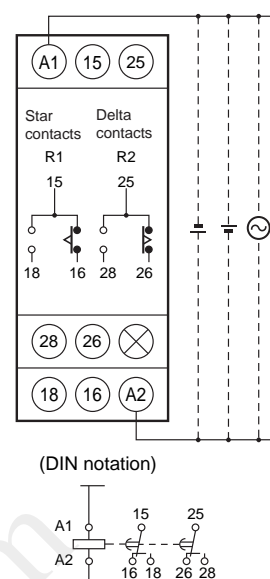 A1 15 25
Star contacts Delta contacts
R1 R2
15 25
18 16 28 26
28 26
18 16 A2
(DIN notation)
15 25
A1
A2
16 18 26 28